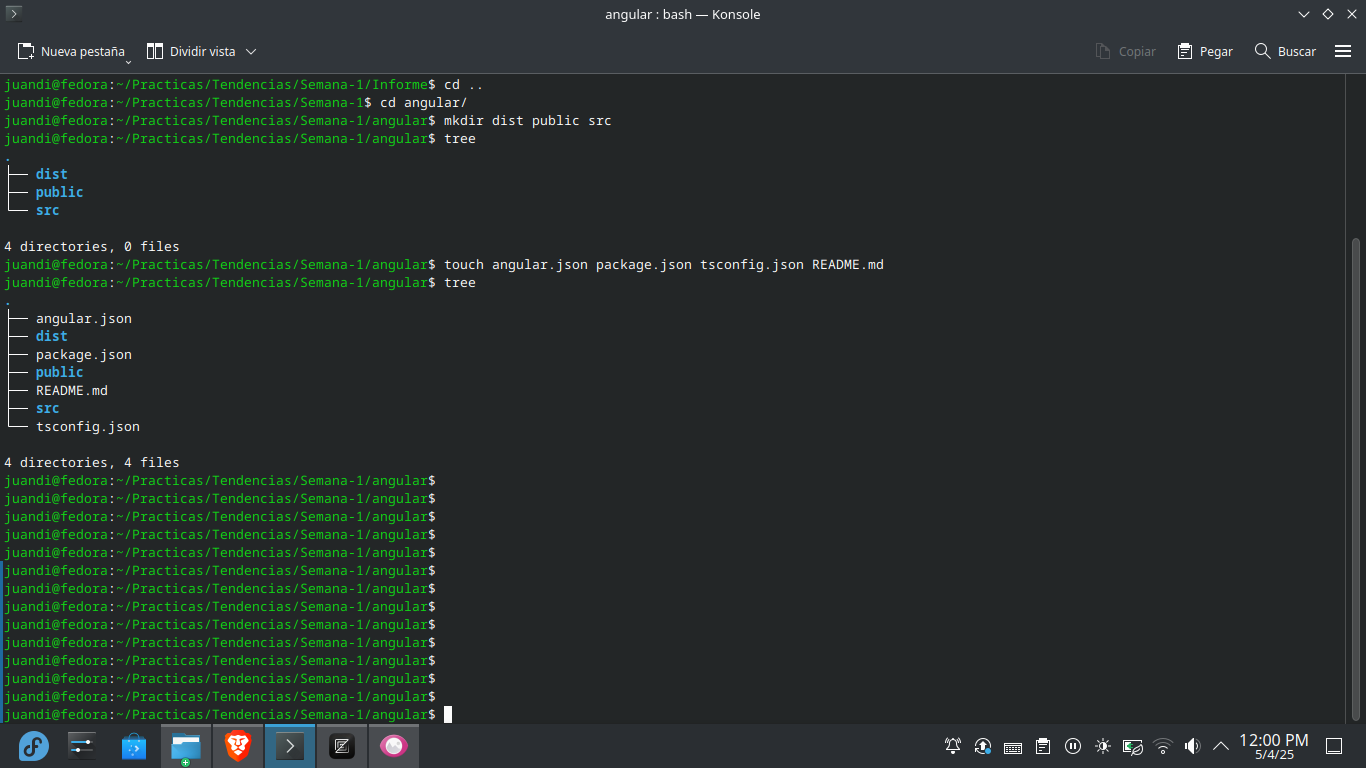 angular : bash — Konsole
Nueva pestaña
Dividir vista
Copiar
Pegar
Buscar
juandi@fedora:~/Practicas/Tendencias/Semana-1/Informe$ cd ..
juandi@fedora:~/Practicas/Tendencias/Semana-1$ cd angular/
juandi@fedora:~/Practicas/Tendencias/Semana-1/angular$ mkdir dist public src
juandi@fedora:~/Practicas/Tendencias/Semana-1/angular$ tree
.
├── dist
├── public
└── src
4 directories, 0 files
juandi@fedora:~/Practicas/Tendencias/Semana-1/angular$ touch angular.json package.json tsconfig.json README.md
juandi@fedora:~/Practicas/Tendencias/Semana-1/angular$ tree
.
├── angular.json
├── dist
├── package.json
├── public
├── README.md
├── src
└── tsconfig.json
4 directories, 4 files
juandi@fedora:~/Practicas/Tendencias/Semana-1/angular$
juandi@fedora:~/Practicas/Tendencias/Semana-1/angular$
juandi@fedora:~/Practicas/Tendencias/Semana-1/angular$
juandi@fedora:~/Practicas/Tendencias/Semana-1/angular$
juandi@fedora:~/Practicas/Tendencias/Semana-1/angular$
juandi@fedora:~/Practicas/Tendencias/Semana-1/angular$
juandi@fedora:~/Practicas/Tendencias/Semana-1/angular$
juandi@fedora:~/Practicas/Tendencias/Semana-1/angular$
juandi@fedora:~/Practicas/Tendencias/Semana-1/angular$
juandi@fedora:~/Practicas/Tendencias/Semana-1/angular$
juandi@fedora:~/Practicas/Tendencias/Semana-1/angular$
juandi@fedora:~/Practicas/Tendencias/Semana-1/angular$
juandi@fedora:~/Practicas/Tendencias/Semana-1/angular$
juandi@fedora:~/Practicas/Tendencias/Semana-1/angular$
12:00 PM
5/4/25